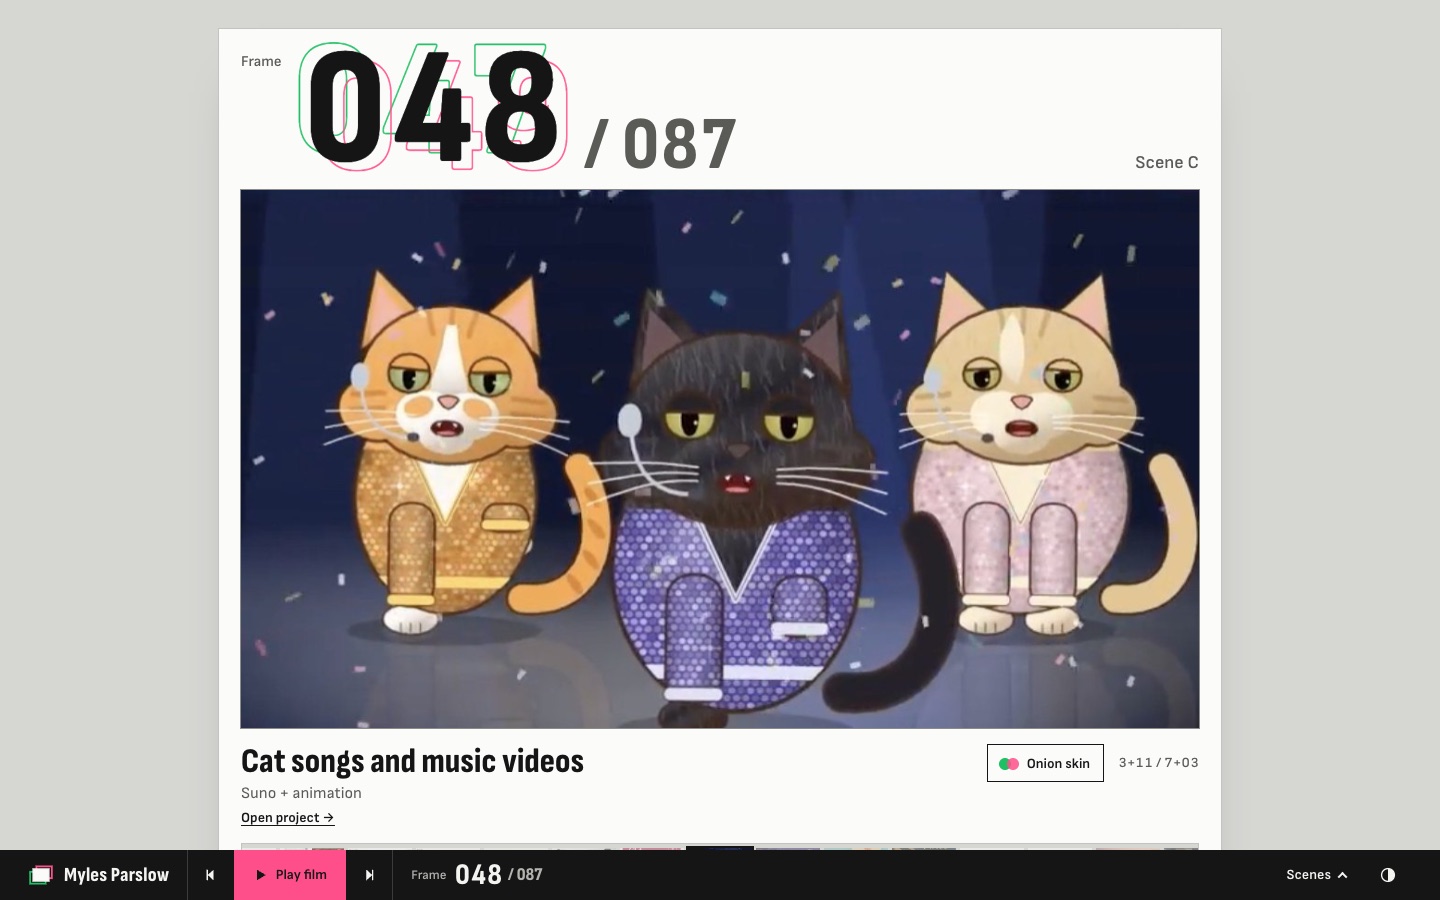 Frame
048 / 087
Scene C
Cat songs and music videos
Onion skin
3+11 / 7+03
Suno + animation
Open project →
Myles Parslow
Play film
Frame 048 / 087
Scenes